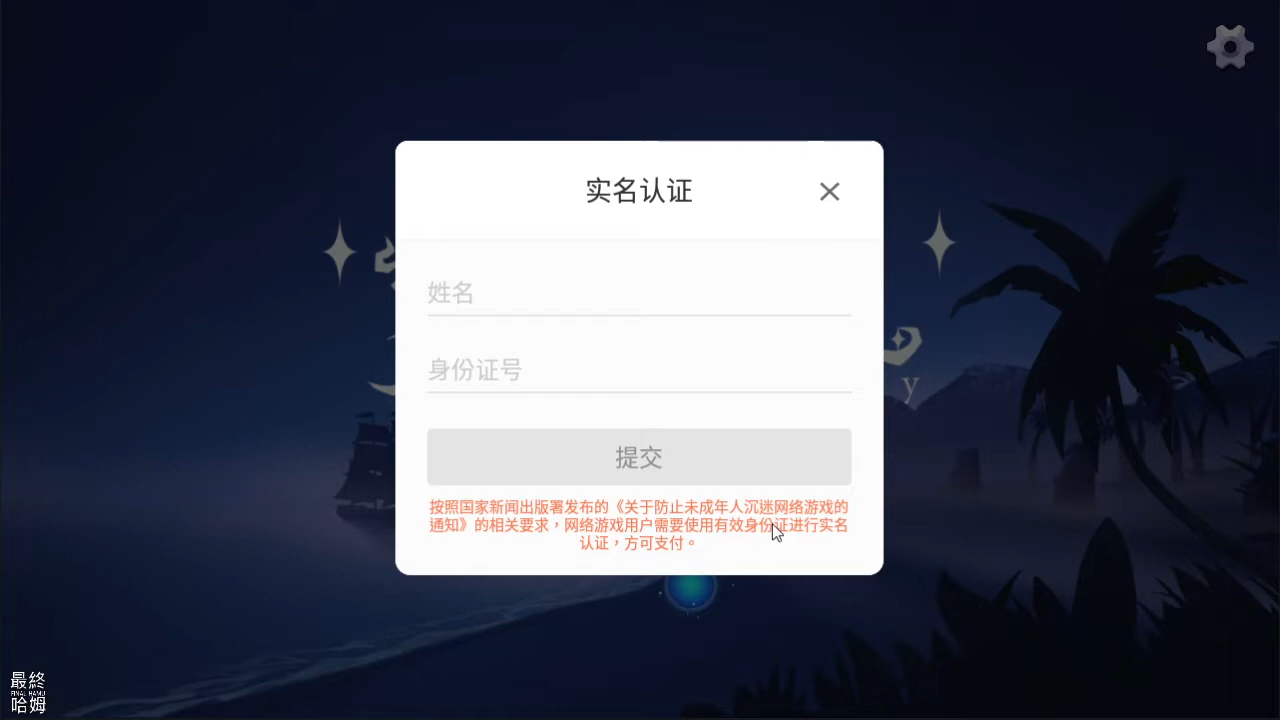 实名认证
姓名
身份证号
y
提交
按照国家新闻出版署发布的《关于防止未成年人沉迷网络游戏的
通知》的相关要求，网络游戏用户需要使用有效身份证进行实名
认证，方可支付。
最終
FINAL HAMU
哈姆